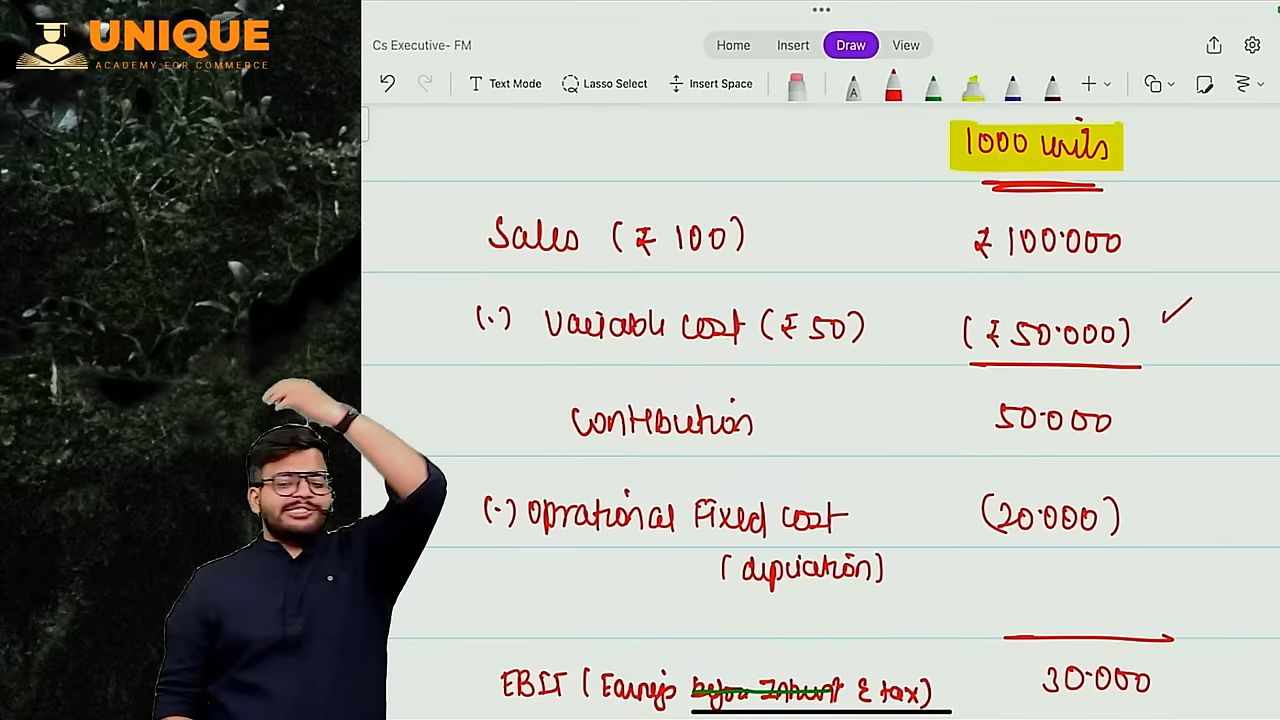 UNIQUE
ACADEMY FOR COMMERCE
Cs Executive- FM
Home Insert Draw View
Text Mode Lasso Select Insert Space
1000 units
Sales (₹ 100) ₹ 100·000
(-) Variable cost (₹ 50) (₹ 50·000) ✓
Contribution 50·000
(-) Oprational Fixed cost (20·000)
(depriation)
EBIT (Earnings before Interest & tax) 30·000